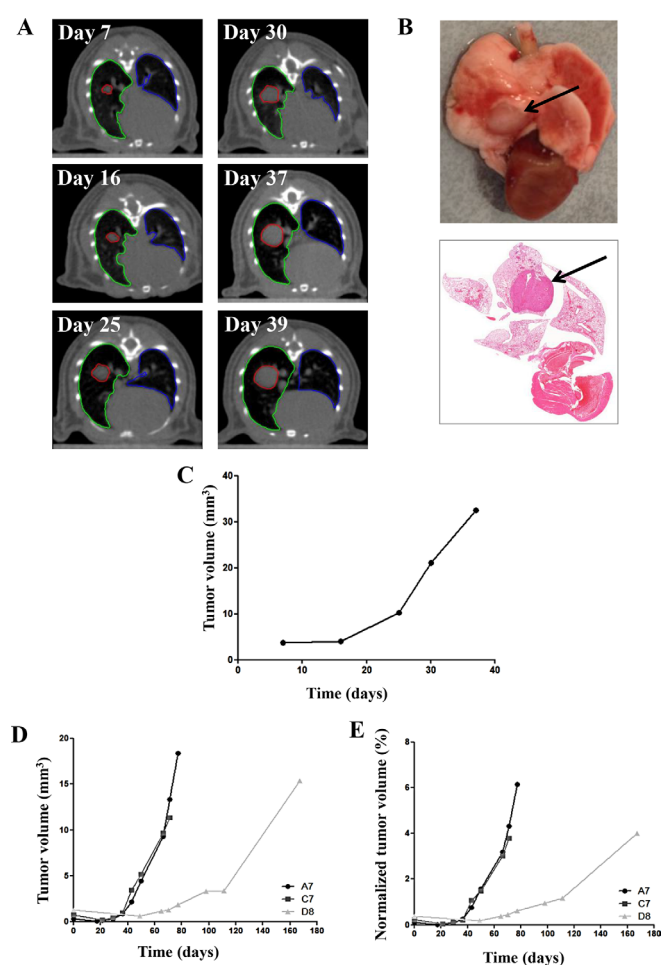 A
Day 7
Day 30
Day 16
Day 37
Day 25
Day 39
B
C
Tumor volume (mm³)
40
30
20
10
0
0 10 20 30 40
Time (days)
D
Tumor volume (mm³)
20
15
10
5
0
0 20 40 60 80 100 120 140 160 180
A7
C7
D8
Time (days)
E
Normalized tumor volume (%)
8
6
4
2
0
0 20 40 60 80 100 120 140 160 180
A7
C7
D8
Time (days)